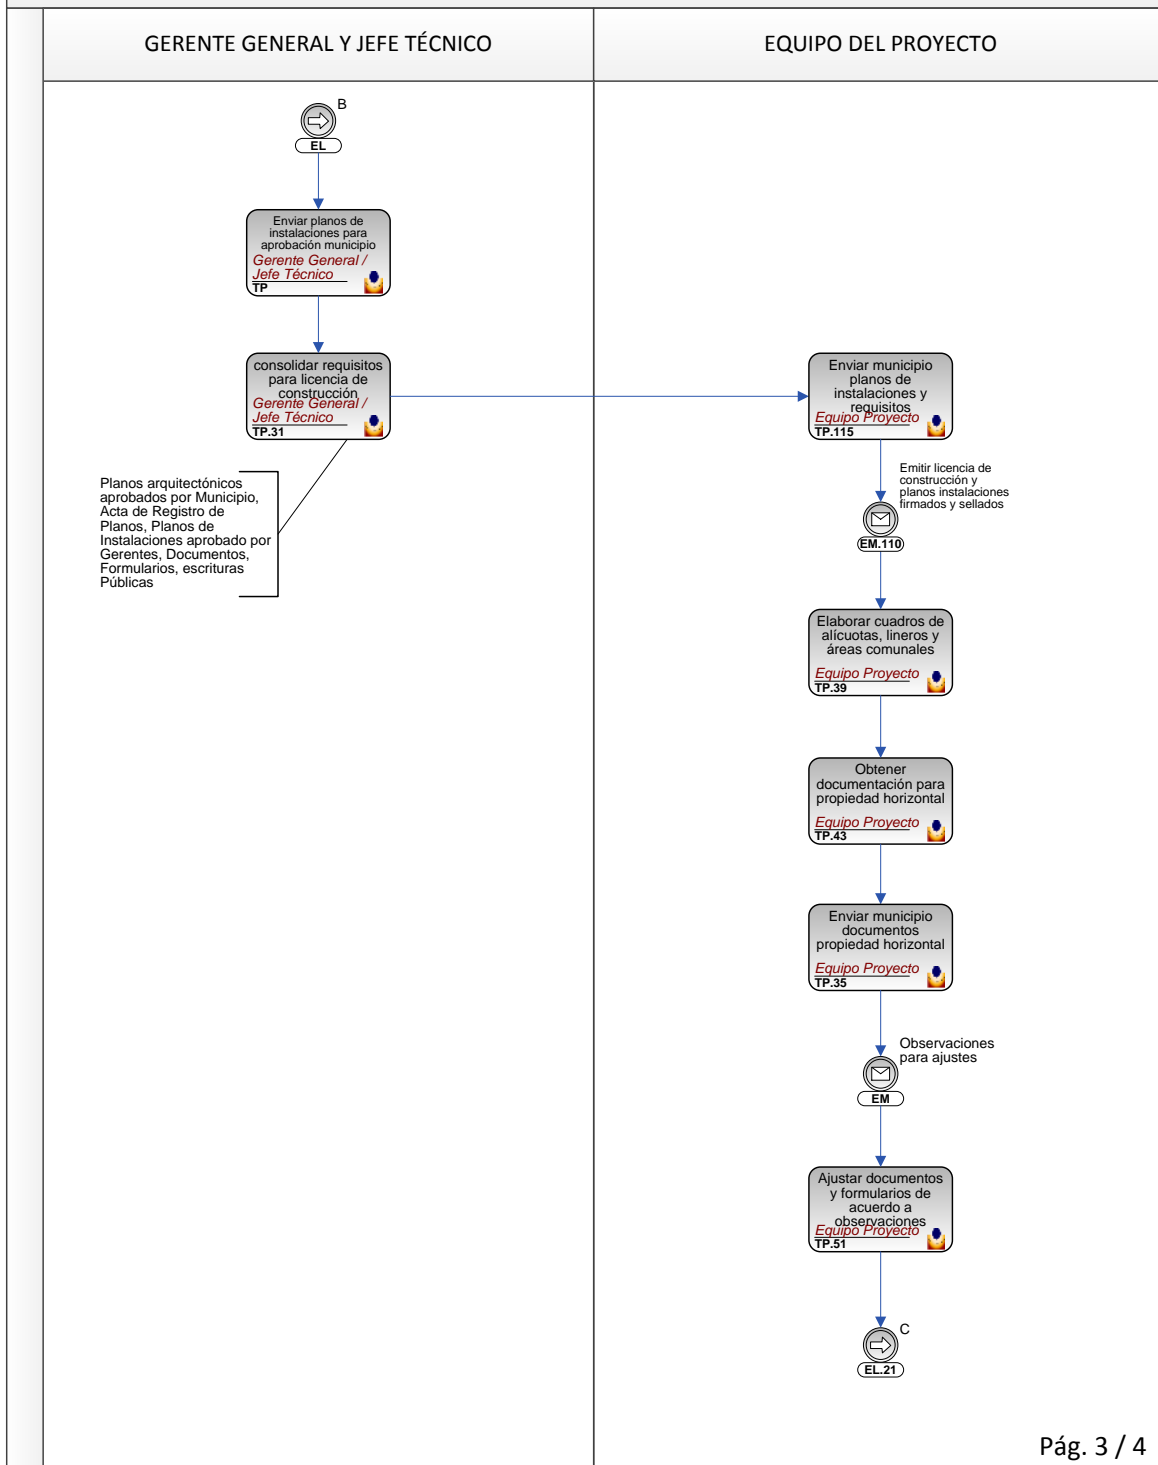 GERENTE GENERAL Y JEFE TÉCNICO
EQUIPO DEL PROYECTO
B
EL
Enviar planos de
instalaciones para
aprobación municipio
Gerente General /
Jefe Técnico
TP
consolidar requisitos
para licencia de
construcción
Gerente General /
Jefe Técnico
TP.31
Planos arquitectónicos
aprobados por Municipio,
Acta de Registro de
Planos, Planos de
Instalaciones aprobado por
Gerentes, Documentos,
Formularios, escrituras
Públicas
Enviar municipio
planos de
instalaciones y
requisitos
Equipo Proyecto
TP.115
Emitir licencia de
construcción y
planos instalaciones
firmados y sellados
EM.110
Elaborar cuadros de
alícuotas, lineros y
áreas comunales
Equipo Proyecto
TP.39
Obtener
documentación para
propiedad horizontal
Equipo Proyecto
TP.43
Enviar municipio
documentos
propiedad horizontal
Equipo Proyecto
TP.35
Observaciones
para ajustes
EM
Ajustar documentos
y formularios de
acuerdo a
observaciones
Equipo Proyecto
TP.51
C
EL.21
Pág. 3 / 4